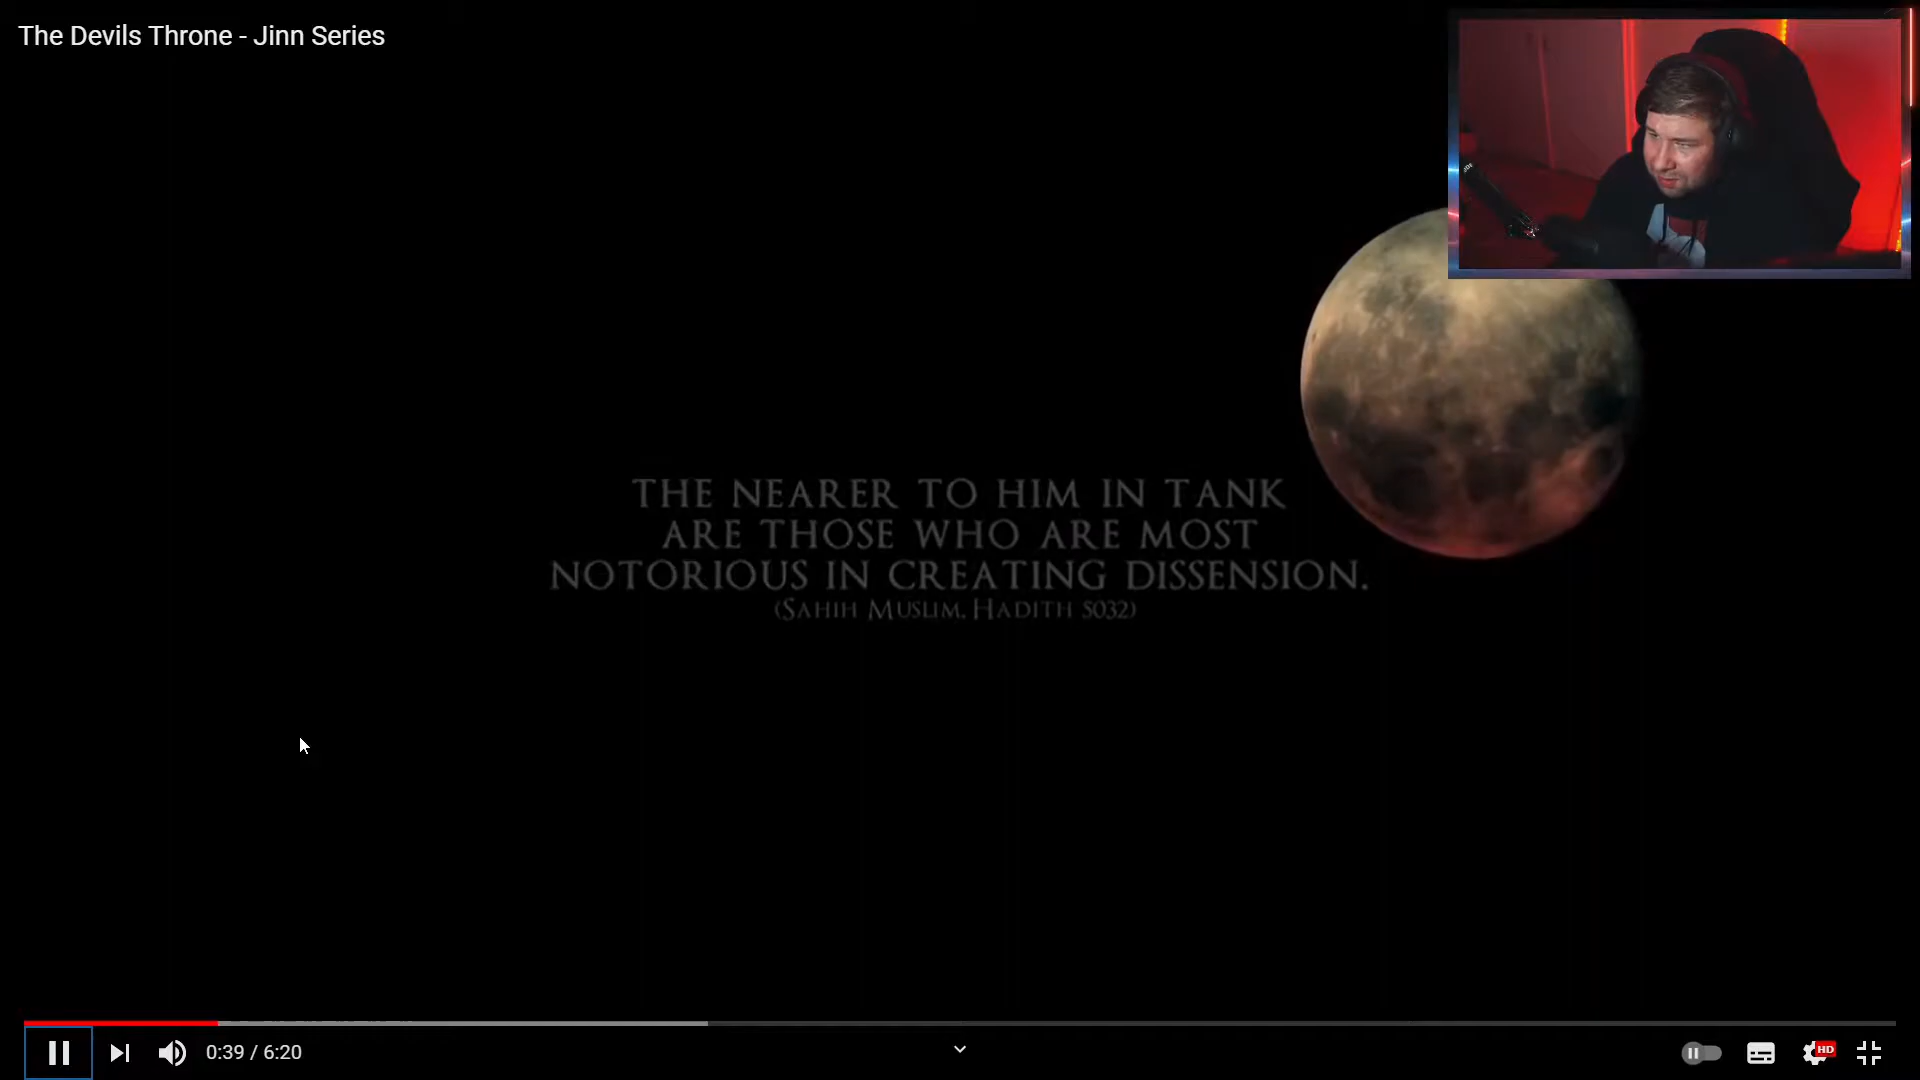 The Devils Throne - Jinn Series
THE NEARER TO HIM IN TANK
ARE THOSE WHO ARE MOST
NOTORIOUS IN CREATING DISSENSION.
(SAHIH MUSLIM, HADITH 5032)
0:39 / 6:20
HD